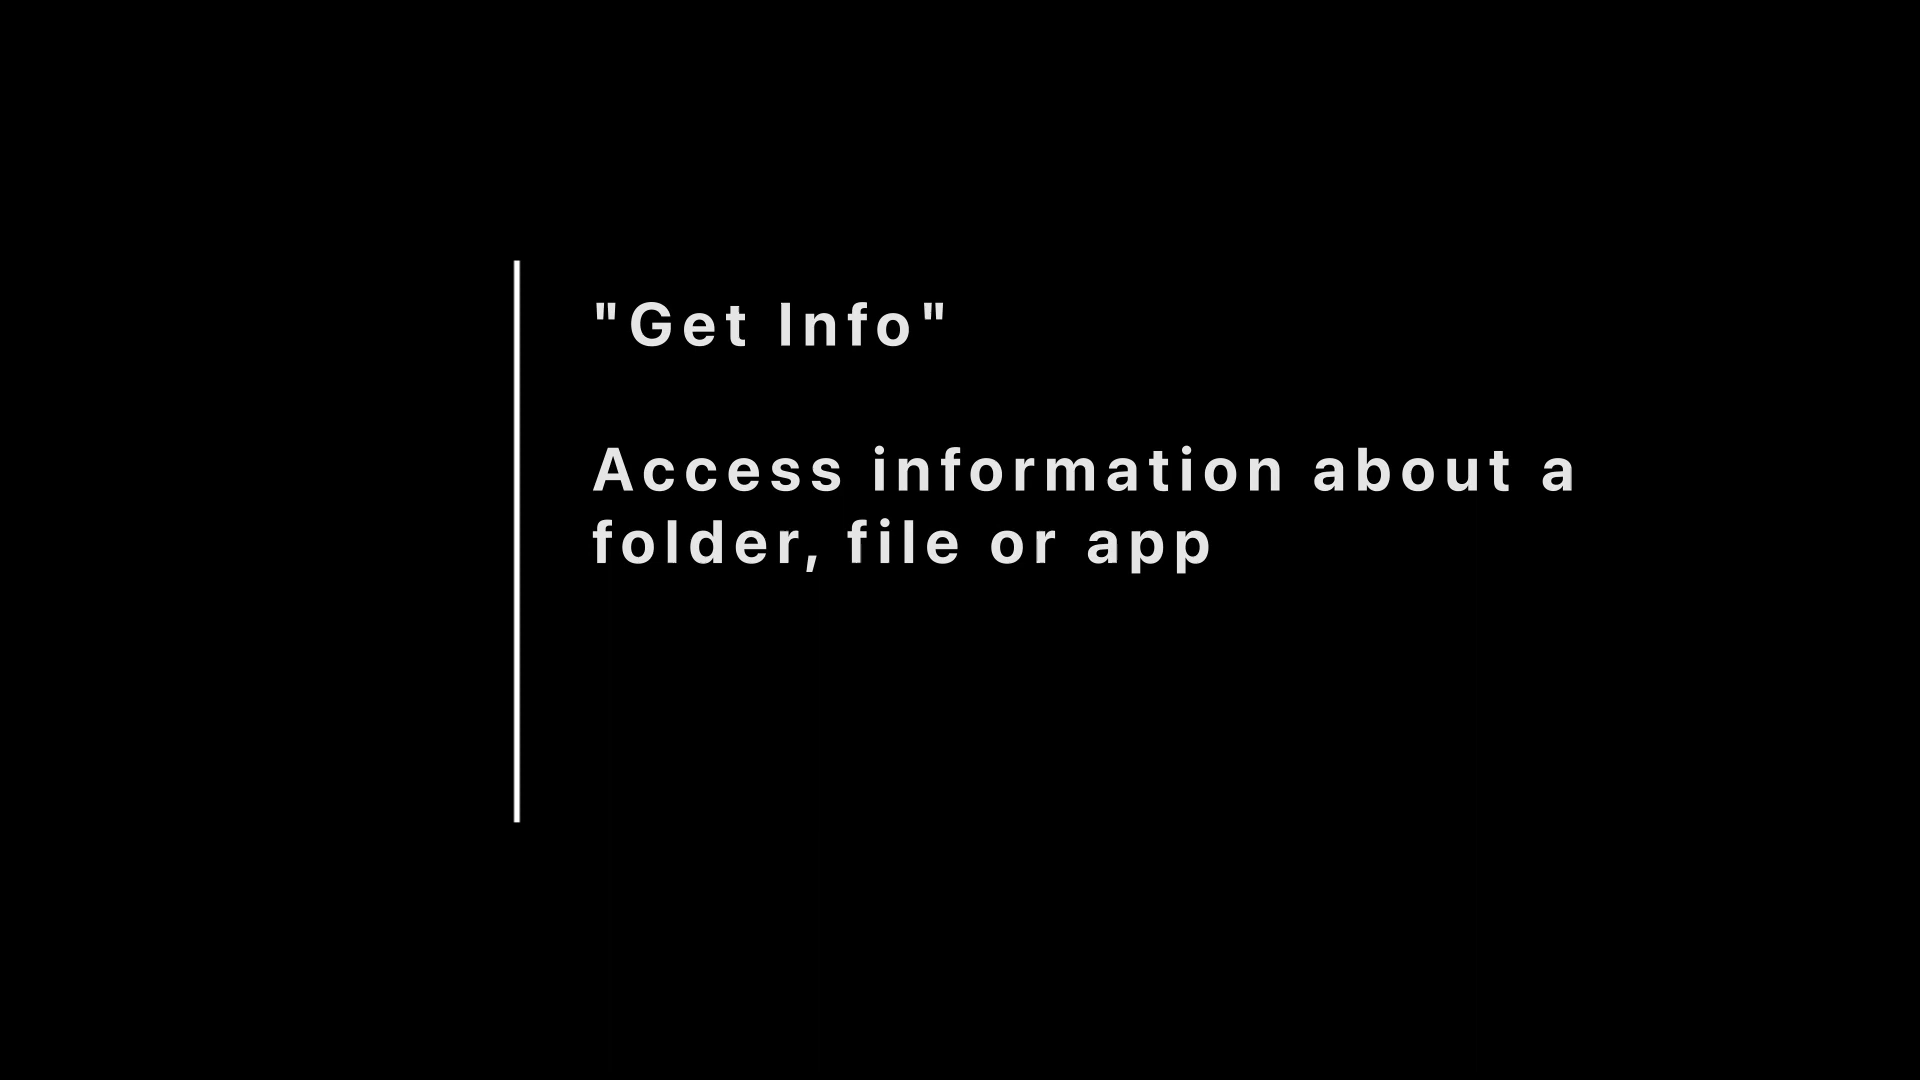 "Get Info"
Access information about a
folder, file or app